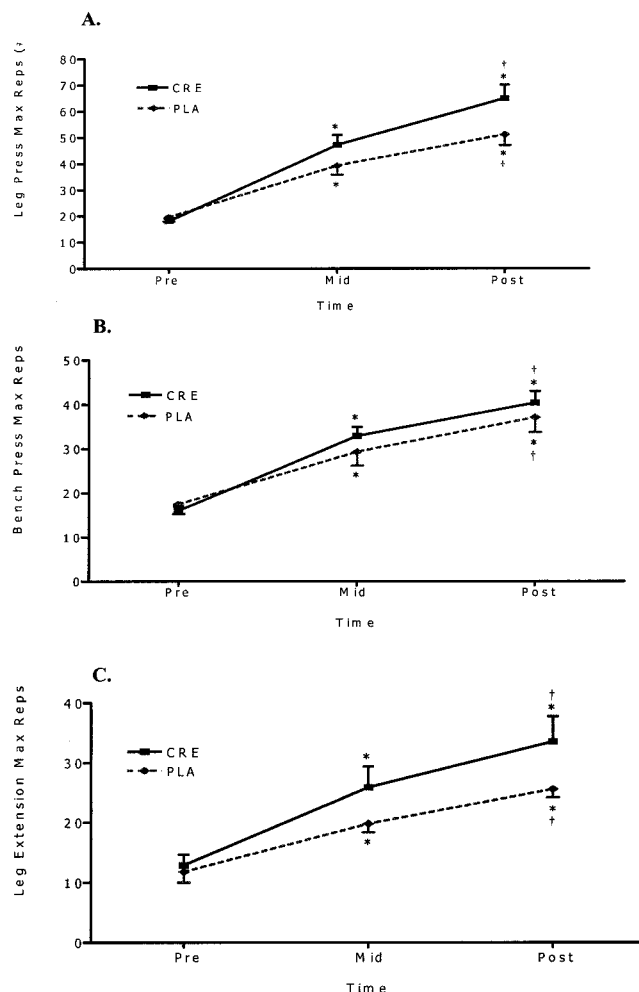 A.
Leg Press Max Reps
80
70
60
50
40
30
20
10
0
CRE
PLA
*
*
†
*
*
†
Pre Mid Post
Time
B.
Bench Press Max Reps
50
40
30
20
10
0
CRE
PLA
*
*
†
*
*
†
Pre Mid Post
Time
C.
Leg Extension Max Reps
40
30
20
10
0
CRE
PLA
*
*
†
*
*
†
Pre Mid Post
Time